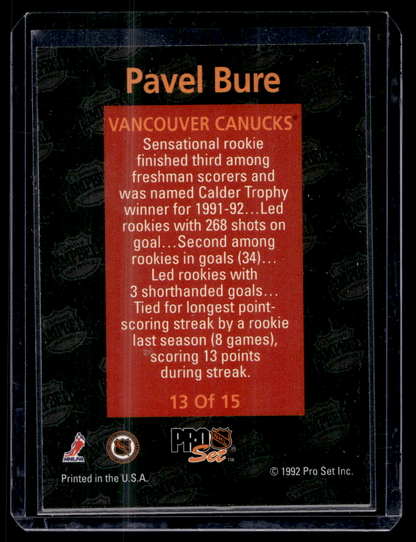 Pavel Bure
VANCOUVER CANUCKS®
Sensational rookie
finished third among
freshman scorers and
was named Calder Trophy
winner for 1991-92...Led
rookies with 268 shots on
goal...Second among
rookies in goals (34)...
Led rookies with
3 shorthanded goals...
Tied for longest point-
scoring streak by a rookie
last season (8 games),
scoring 13 points
during streak.
13 Of 15
NHLPA
PRO
Set™
Printed in the U.S.A.
© 1992 Pro Set Inc.